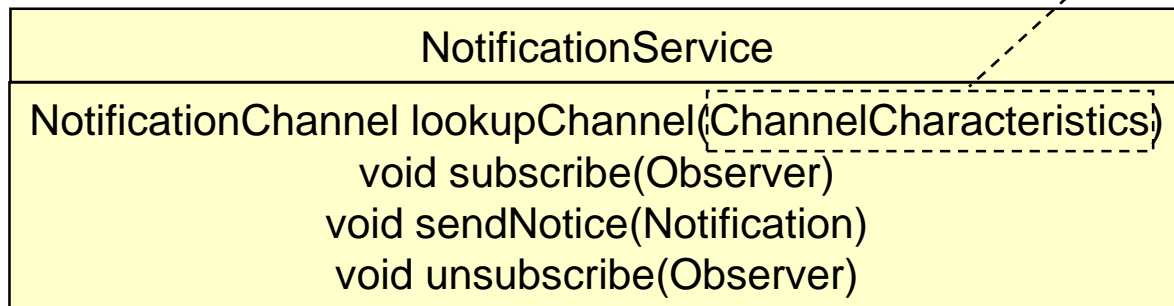 NotificationService
NotificationChannel lookupChannel(ChannelCharacteristics)
void subscribe(Observer)
void sendNotice(Notification)
void unsubscribe(Observer)